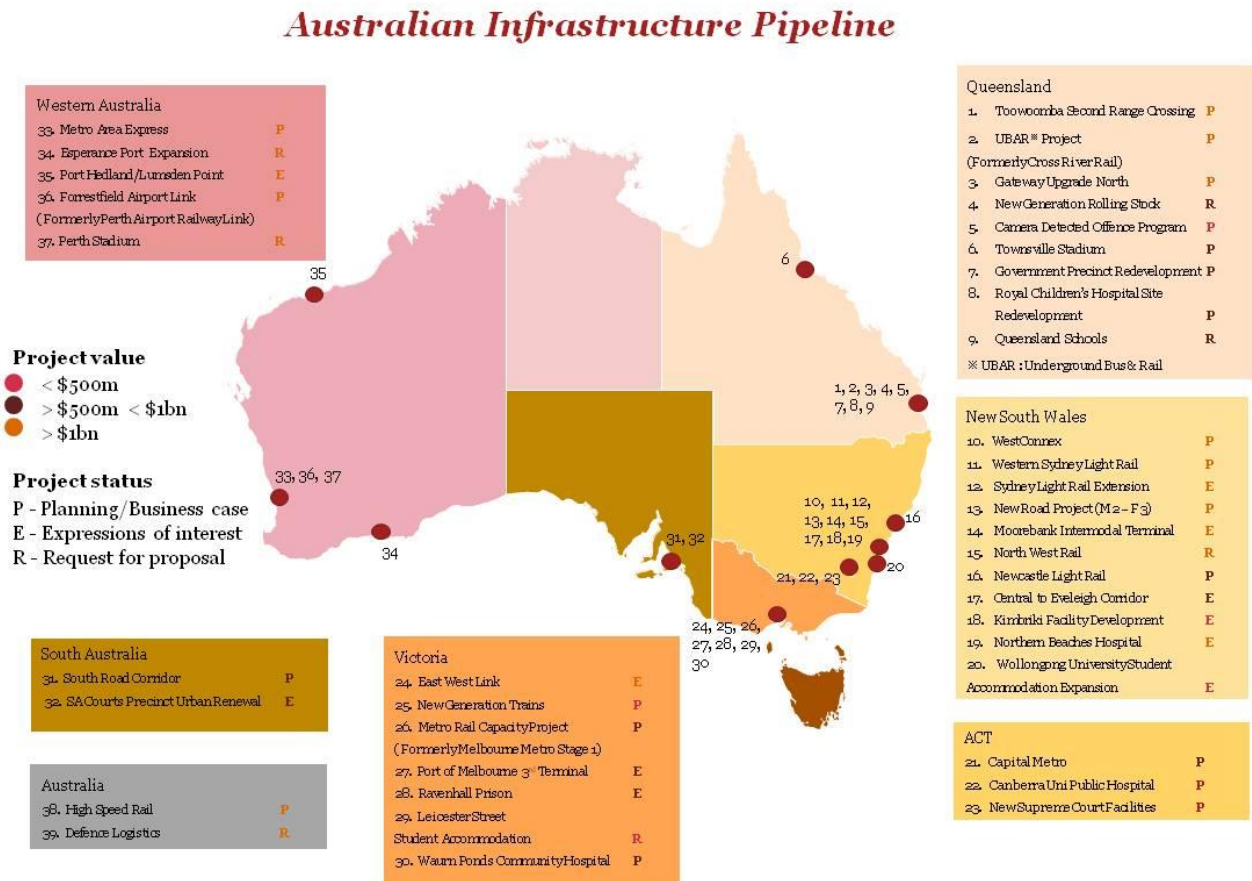 Australian Infrastructure Pipeline
Western Australia
33. Metro Area Express P
34. Esperance Port Expansion R
35. Port Hedland/Lumsden Point E
36. Forrestfield Airport Link P
(Formerly Perth Airport Railway Link)
37. Perth Stadium R
Queensland
1. Toowoomba Second Range Crossing P
2. UBAR※ Project P
(Formerly Cross River Rail)
3. Gateway Upgrade North P
4. New Generation Rolling Stock R
5. Camera Detected Offence Program P
6. Townsville Stadium P
7. Government Precinct Redevelopment P
8. Royal Children's Hospital Site
Redevelopment P
9. Queensland Schools R
※ UBAR : Underground Bus & Rail
35
6
Project value
< $500m
> $500m < $1bn
> $1bn
Project status
P - Planning/Business case
E - Expressions of interest
R - Request for proposal
1, 2, 3, 4, 5,
7, 8, 9
33, 36, 37
34
31, 32
10, 11, 12,
13, 14, 15,
17, 18, 19
16
20
21, 22, 23
24, 25, 26,
27, 28, 29,
30
New South Wales
10. WestConnex P
11. Western Sydney Light Rail P
12. Sydney Light Rail Extension E
13. New Road Project (M2 – F3) P
14. Moorebank Intermodal Terminal E
15. North West Rail R
16. Newcastle Light Rail P
17. Central to Eveleigh Corridor E
18. Kimbriki Facility Development E
19. Northern Beaches Hospital E
20. Wollongong University Student
Accommodation Expansion E
South Australia
31. South Road Corridor P
32. SA Courts Precinct Urban Renewal E
Victoria
24. East West Link E
25. New Generation Trains P
26. Metro Rail Capacity Project P
(Formerly Melbourne Metro Stage 1)
27. Port of Melbourne 3rd Terminal E
28. Ravenhall Prison E
29. Leicester Street
Student Accommodation R
30. Waurn Ponds Community Hospital P
ACT
21. Capital Metro P
22. Canberra Uni Public Hospital P
23. New Supreme Court Facilities P
Australia
38. High Speed Rail P
39. Defence Logistics R